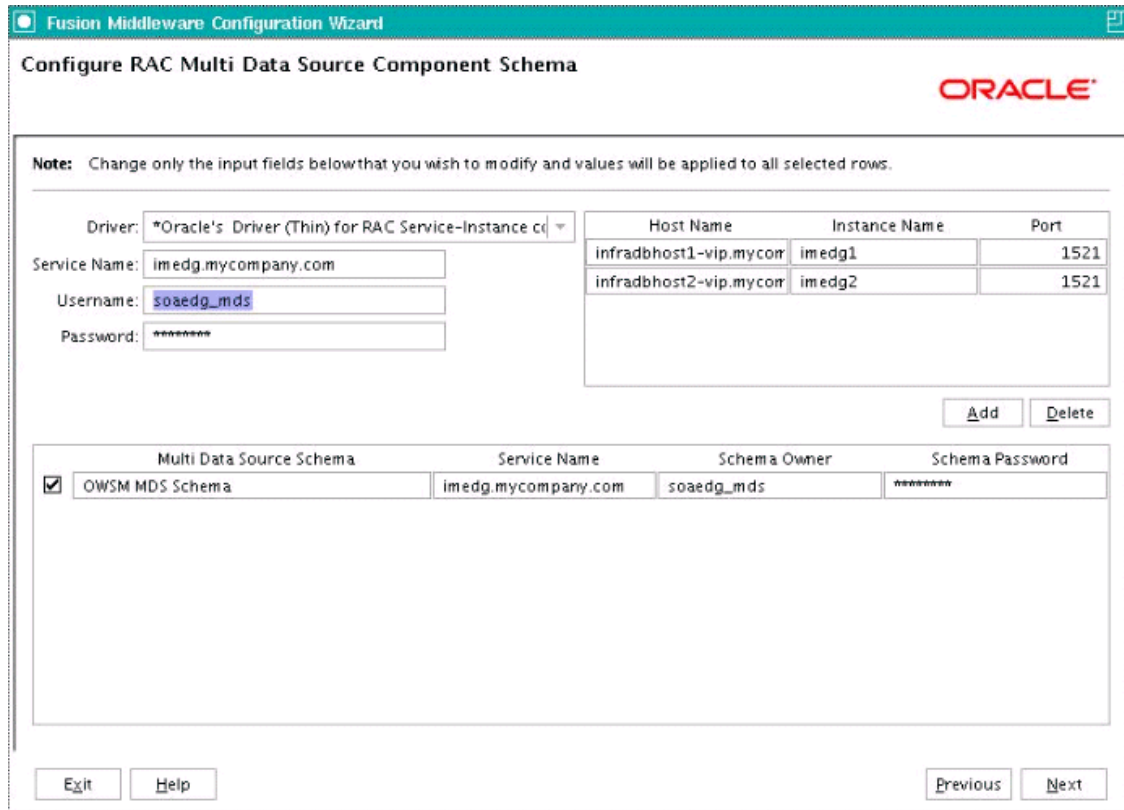 Fusion Middleware Configuration Wizard
Configure RAC Multi Data Source Component Schema
ORACLE
Note: Change only the input fields below that you wish to modify and values will be applied to all selected rows.
Driver: *Oracle's Driver (Thin) for RAC Service-Instance co
Service Name: imedg.mycompany.com
Username: soaedg_mds
Password: ********
Host Name Instance Name Port
infradbhost1-vip.mycom imedg1 1521
infradbhost2-vip.mycom imedg2 1521
Add Delete
Multi Data Source Schema Service Name Schema Owner Schema Password
OWSM MDS Schema imedg.mycompany.com soaedg_mds ********
Exit Help Previous Next